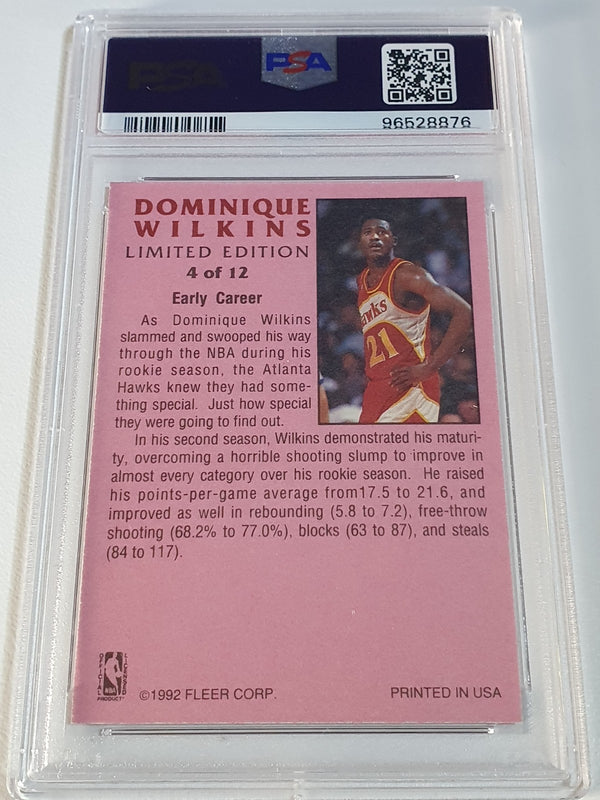 PSA
PSA
96528876
DOMINIQUE
WILKINS
LIMITED EDITION
4 of 12
Early Career
As Dominique Wilkins
slammed and swooped his way
through the NBA during his
rookie season, the Atlanta
Hawks knew they had some-
thing special. Just how special
they were going to find out.
In his second season, Wilkins demonstrated his maturi-
ty, overcoming a horrible shooting slump to improve in
almost every category over his rookie season. He raised
his points-per-game average from17.5 to 21.6, and
improved as well in rebounding (5.8 to 7.2), free-throw
shooting (68.2% to 77.0%), blocks (63 to 87), and steals
(84 to 117).
Hawks
21
OFFICIAL
LICENSED
NBA
PRODUCT
©1992 FLEER CORP.
PRINTED IN USA